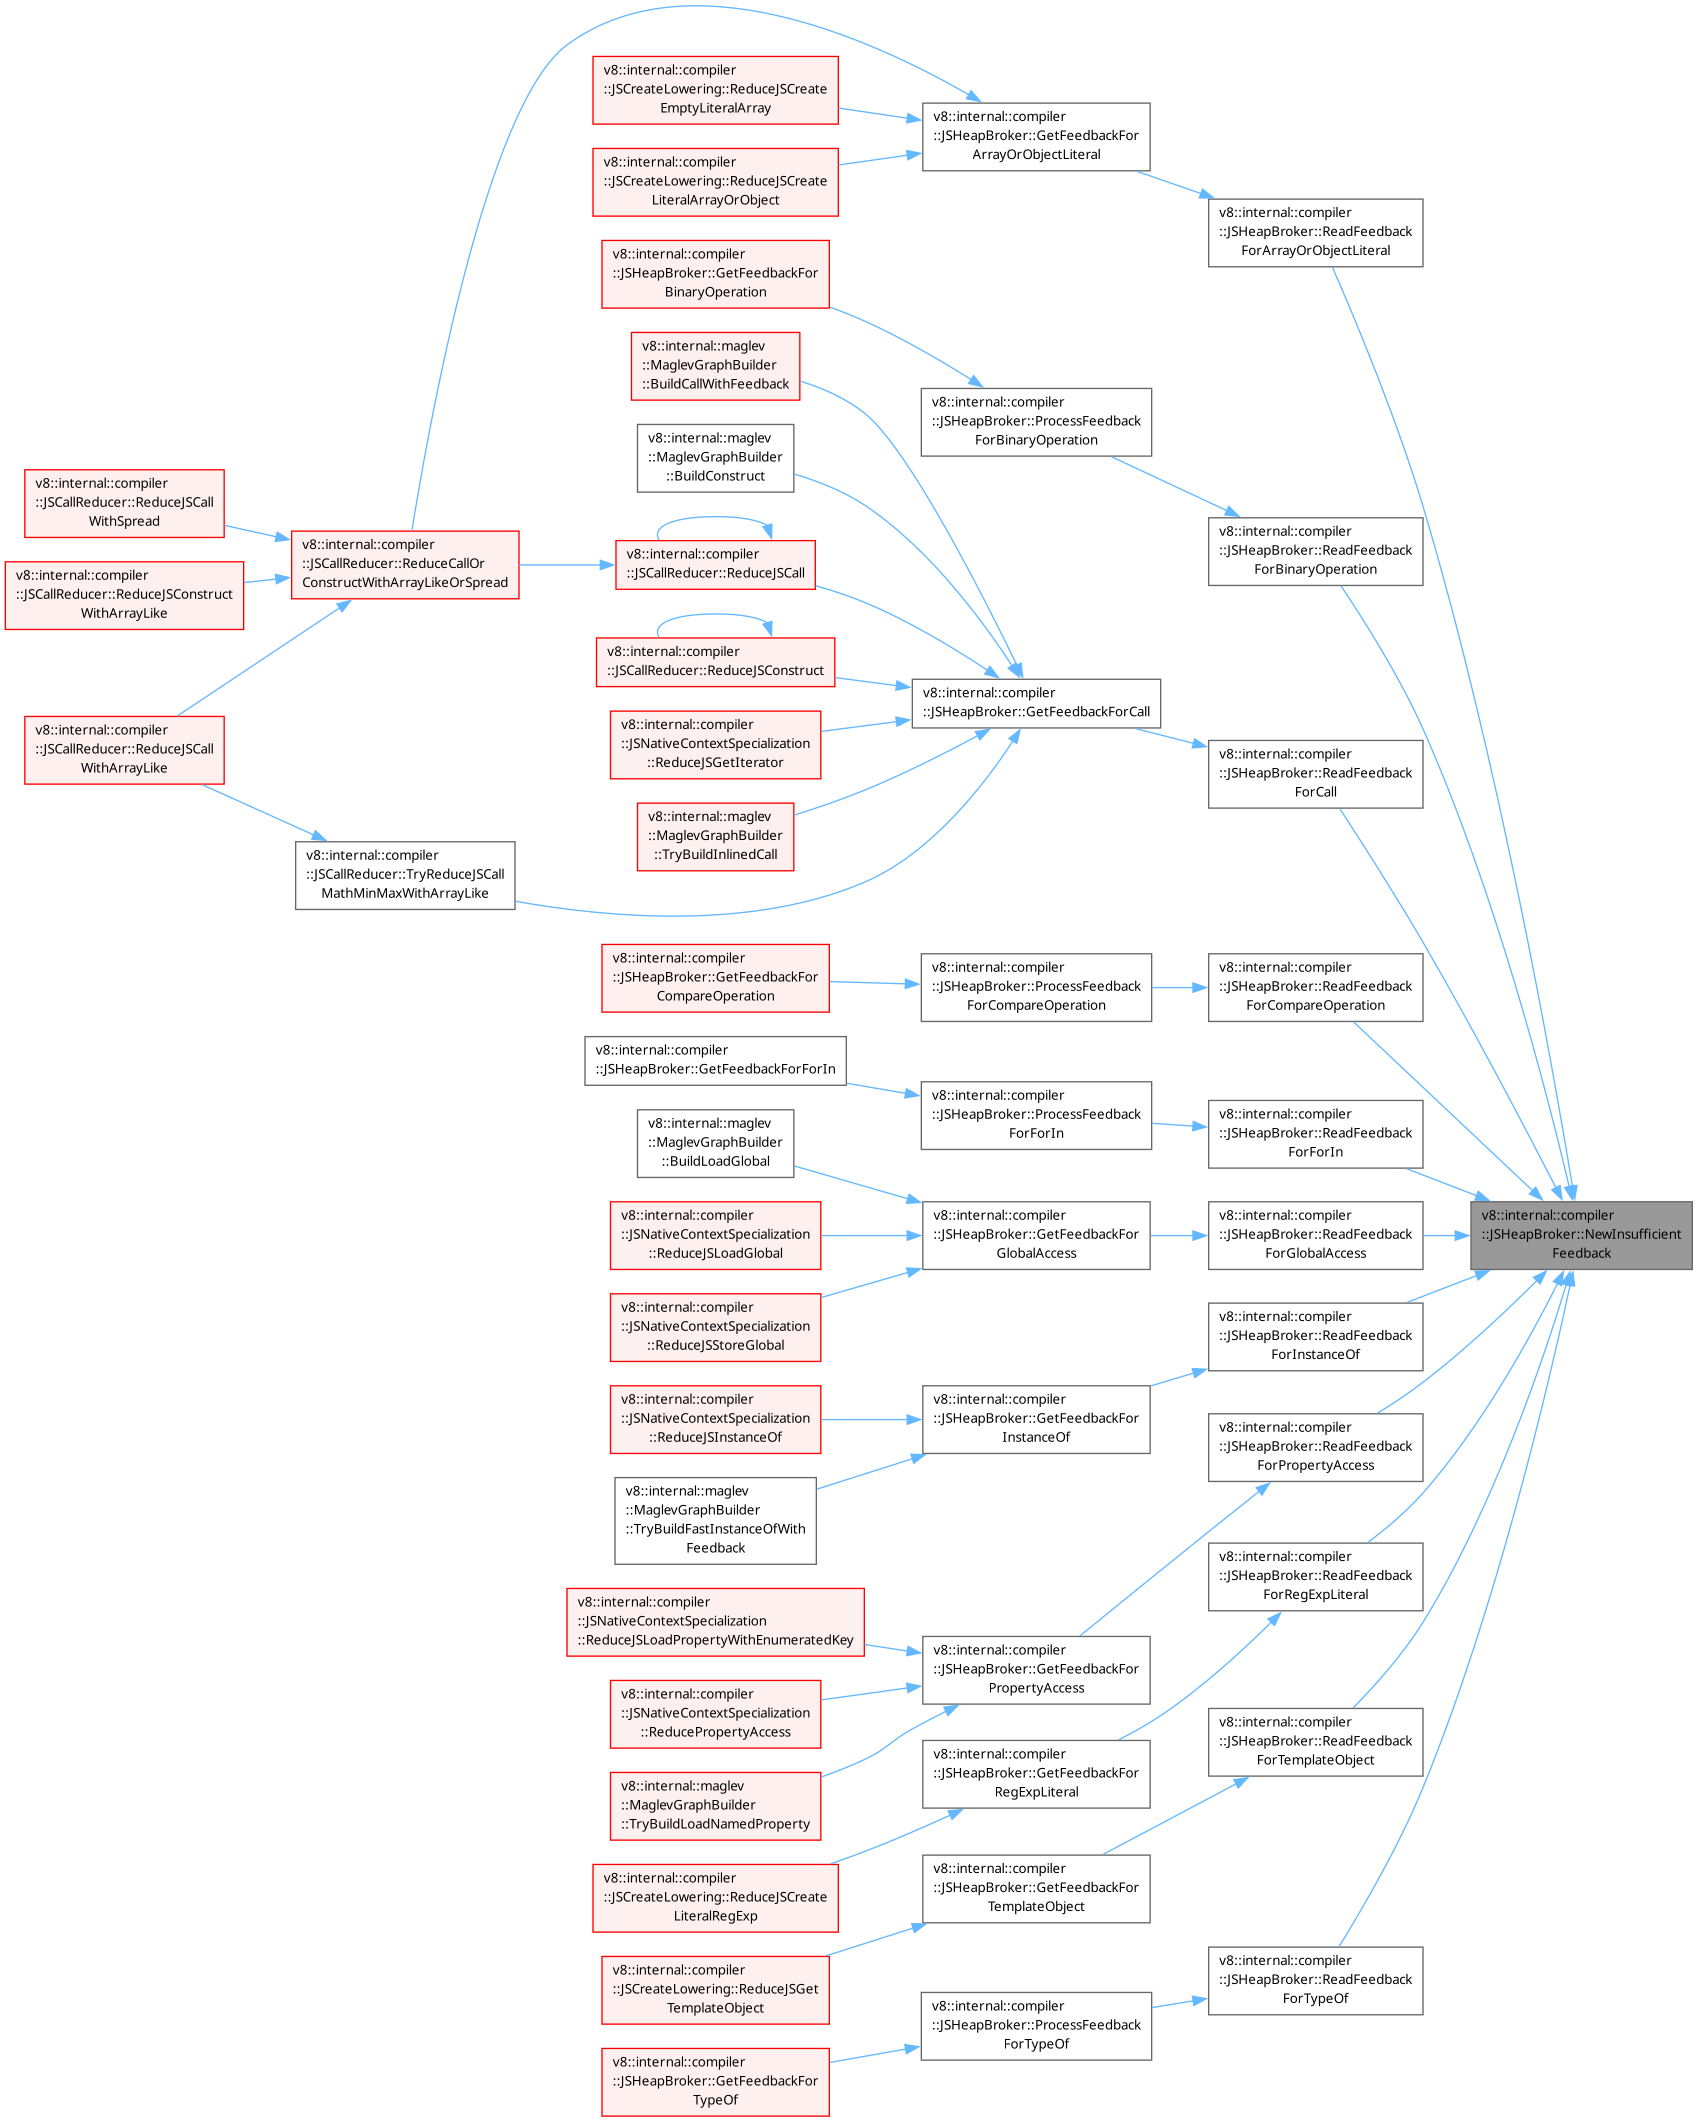 v8::internal::compiler
::JSCallReducer::ReduceJSCall
WithSpread
v8::internal::compiler
::JSCallReducer::ReduceJSConstruct
WithArrayLike
v8::internal::compiler
::JSCallReducer::ReduceJSCall
WithArrayLike
v8::internal::compiler
::JSCallReducer::ReduceCallOr
ConstructWithArrayLikeOrSpread
v8::internal::compiler
::JSCallReducer::TryReduceJSCall
MathMinMaxWithArrayLike
v8::internal::compiler
::JSCreateLowering::ReduceJSCreate
EmptyLiteralArray
v8::internal::compiler
::JSCreateLowering::ReduceJSCreate
LiteralArrayOrObject
v8::internal::compiler
::JSHeapBroker::GetFeedbackFor
BinaryOperation
v8::internal::maglev
::MaglevGraphBuilder
::BuildCallWithFeedback
v8::internal::maglev
::MaglevGraphBuilder
::BuildConstruct
v8::internal::compiler
::JSCallReducer::ReduceJSCall
v8::internal::compiler
::JSCallReducer::ReduceJSConstruct
v8::internal::compiler
::JSNativeContextSpecialization
::ReduceJSGetIterator
v8::internal::maglev
::MaglevGraphBuilder
::TryBuildInlinedCall
v8::internal::compiler
::JSHeapBroker::GetFeedbackFor
CompareOperation
v8::internal::compiler
::JSHeapBroker::GetFeedbackForForIn
v8::internal::maglev
::MaglevGraphBuilder
::BuildLoadGlobal
v8::internal::compiler
::JSNativeContextSpecialization
::ReduceJSLoadGlobal
v8::internal::compiler
::JSNativeContextSpecialization
::ReduceJSStoreGlobal
v8::internal::compiler
::JSNativeContextSpecialization
::ReduceJSInstanceOf
v8::internal::maglev
::MaglevGraphBuilder
::TryBuildFastInstanceOfWith
Feedback
v8::internal::compiler
::JSNativeContextSpecialization
::ReduceJSLoadPropertyWithEnumeratedKey
v8::internal::compiler
::JSNativeContextSpecialization
::ReducePropertyAccess
v8::internal::maglev
::MaglevGraphBuilder
::TryBuildLoadNamedProperty
v8::internal::compiler
::JSCreateLowering::ReduceJSCreate
LiteralRegExp
v8::internal::compiler
::JSCreateLowering::ReduceJSGet
TemplateObject
v8::internal::compiler
::JSHeapBroker::GetFeedbackFor
TypeOf
v8::internal::compiler
::JSHeapBroker::GetFeedbackFor
ArrayOrObjectLiteral
v8::internal::compiler
::JSHeapBroker::ProcessFeedback
ForBinaryOperation
v8::internal::compiler
::JSHeapBroker::GetFeedbackForCall
v8::internal::compiler
::JSHeapBroker::ProcessFeedback
ForCompareOperation
v8::internal::compiler
::JSHeapBroker::ProcessFeedback
ForForIn
v8::internal::compiler
::JSHeapBroker::GetFeedbackFor
GlobalAccess
v8::internal::compiler
::JSHeapBroker::GetFeedbackFor
InstanceOf
v8::internal::compiler
::JSHeapBroker::GetFeedbackFor
PropertyAccess
v8::internal::compiler
::JSHeapBroker::GetFeedbackFor
RegExpLiteral
v8::internal::compiler
::JSHeapBroker::GetFeedbackFor
TemplateObject
v8::internal::compiler
::JSHeapBroker::ProcessFeedback
ForTypeOf
v8::internal::compiler
::JSHeapBroker::ReadFeedback
ForArrayOrObjectLiteral
v8::internal::compiler
::JSHeapBroker::ReadFeedback
ForBinaryOperation
v8::internal::compiler
::JSHeapBroker::ReadFeedback
ForCall
v8::internal::compiler
::JSHeapBroker::ReadFeedback
ForCompareOperation
v8::internal::compiler
::JSHeapBroker::ReadFeedback
ForForIn
v8::internal::compiler
::JSHeapBroker::ReadFeedback
ForGlobalAccess
v8::internal::compiler
::JSHeapBroker::ReadFeedback
ForInstanceOf
v8::internal::compiler
::JSHeapBroker::ReadFeedback
ForPropertyAccess
v8::internal::compiler
::JSHeapBroker::ReadFeedback
ForRegExpLiteral
v8::internal::compiler
::JSHeapBroker::ReadFeedback
ForTemplateObject
v8::internal::compiler
::JSHeapBroker::ReadFeedback
ForTypeOf
v8::internal::compiler
::JSHeapBroker::NewInsufficient
Feedback